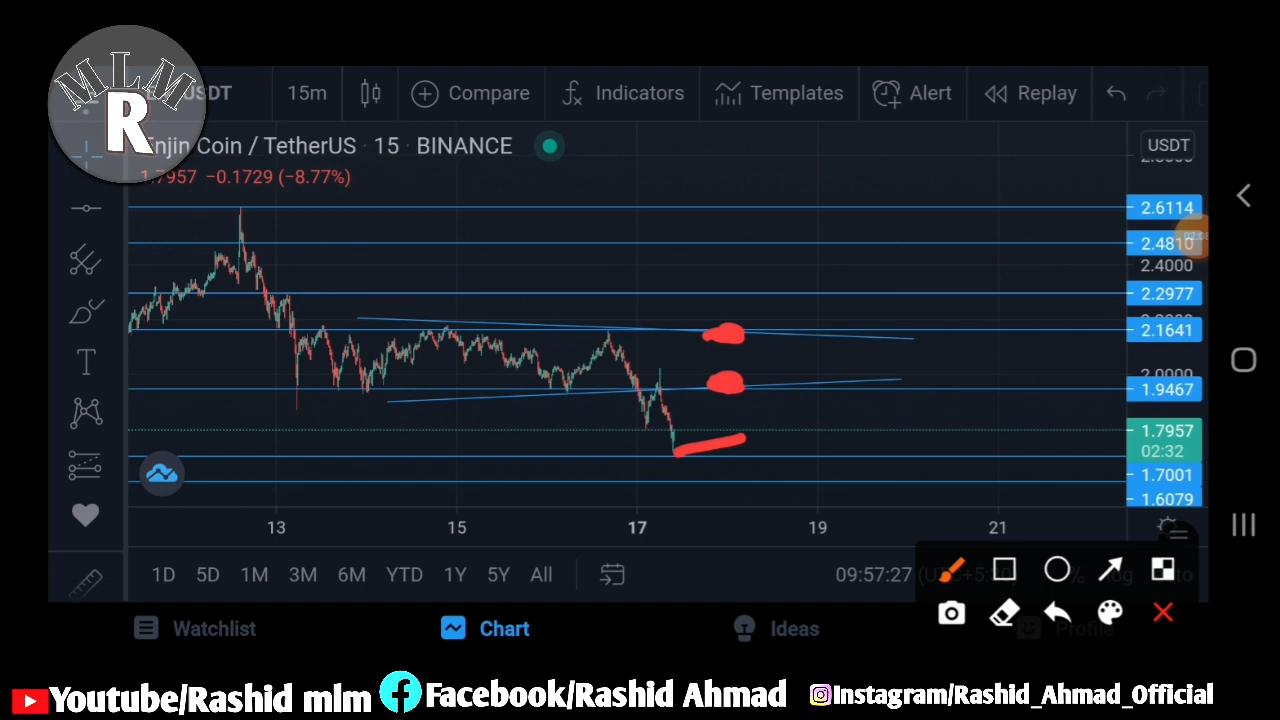 MLM
R
USDT 15m Compare Indicators Templates Alert Replay
Enjin Coin / TetherUS · 15 · BINANCE USDT
1.7957 −0.1729 (−8.77%)
2.6114
2.4810
2.4000
2.2977
2.1641
2.0000
1.9467
1.7957
02:32
1.7001
1.6079
13 15 17 19 21
1D 5D 1M 3M 6M YTD 1Y 5Y All 09:57:27
Watchlist Chart Ideas Profile
Youtube/Rashid mlm Facebook/Rashid Ahmad Instagram/Rashid_Ahmad_Official